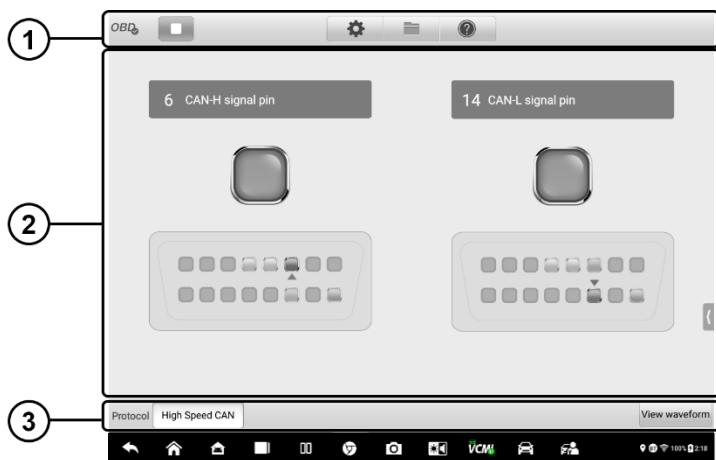 1
OBD
6 CAN-H signal pin
14 CAN-L signal pin
2
3
Protocol High Speed CAN View waveform
VCMI 100% 2:18